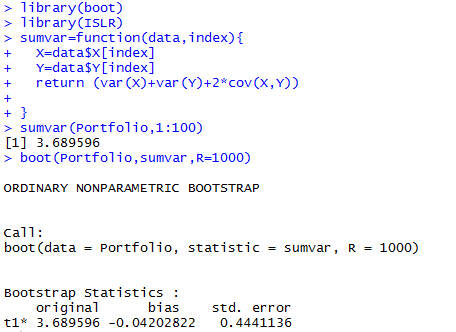 > library(boot)
> library(ISLR)
> sumvar=function(data,index){
+   X=data$X[index]
+   Y=data$Y[index]
+   return (var(X)+var(Y)+2*cov(X,Y))
+
+ }
> sumvar(Portfolio,1:100)
[1] 3.689596
> boot(Portfolio,sumvar,R=1000)
ORDINARY NONPARAMETRIC BOOTSTRAP
Call:
boot(data = Portfolio, statistic = sumvar, R = 1000)
Bootstrap Statistics :
    original      bias    std. error
t1* 3.689596 -0.04202822   0.4441136